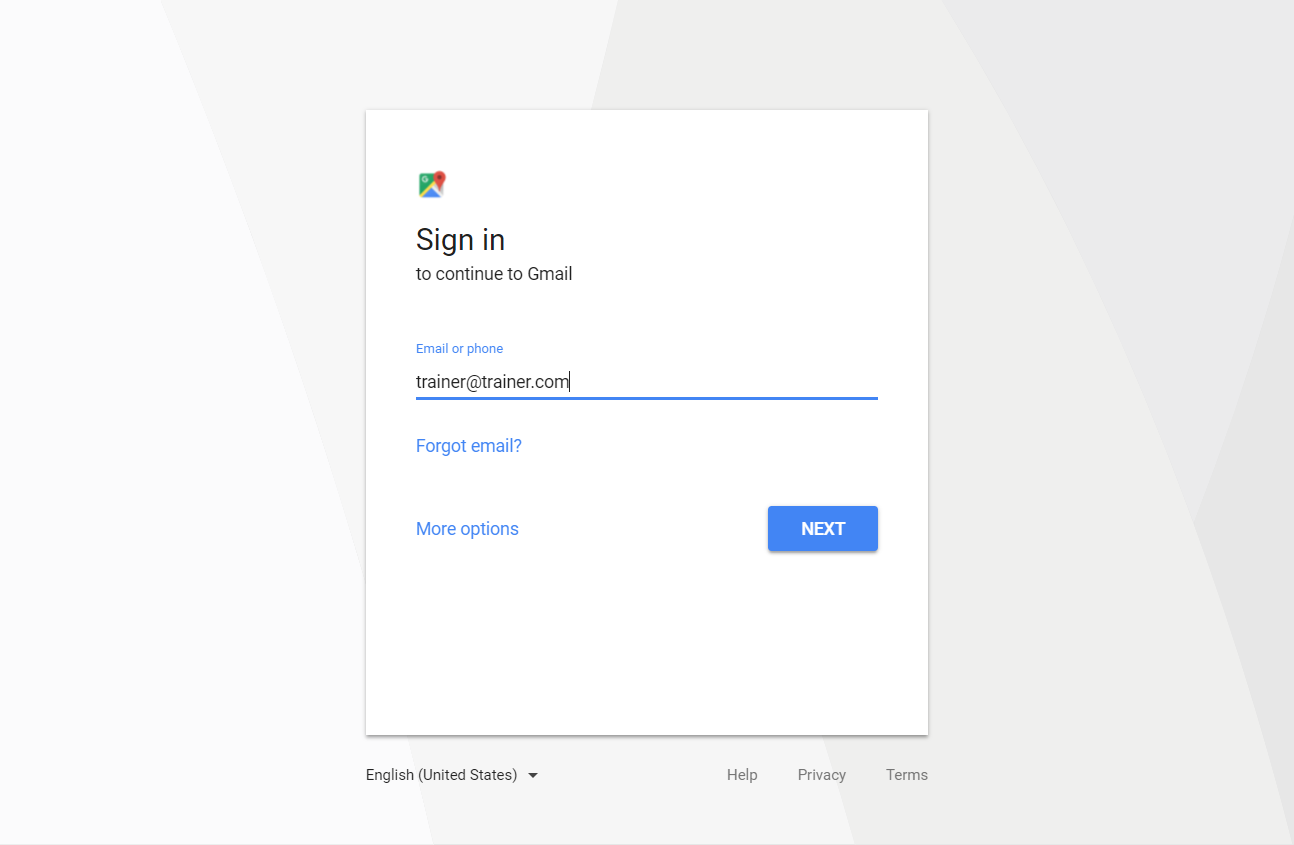 Sign in
to continue to Gmail
Email or phone
trainer@trainer.com
Forgot email?
More options
NEXT
English (United States)
Help
Privacy
Terms